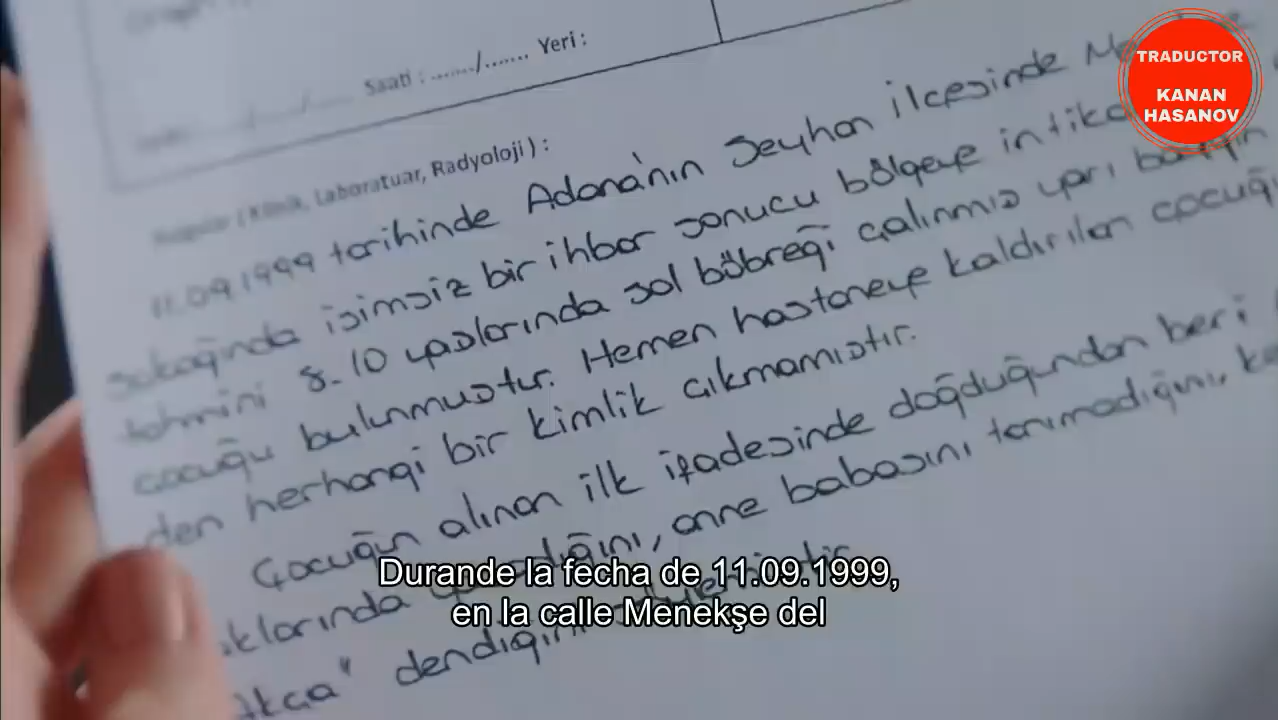 Saati : ....../....... Yeri :
TRADUCTOR
KANAN
HASANOV
(Klinik, Laboratuar, Radyoloji) :
11.09.1999 tarihinde Adana'nın Seyhan ilçesinde
sokağında isimsiz bir ihbar sonucu bölgeye
tahmini 8-10 yaşlarında sol böbreği çalınmış yarı baygın
çocuğu bulunmuştur. Hemen hastaneye kaldırılan
den herhangi bir kimlik çıkmamıştır.
Çocuğun alınan ilk ifadesinde doğduğundan beri
anne babasını tanımadığını,
Akça" dendiğini
Durande la fecha de 11.09.1999,
en la calle Menekşe del